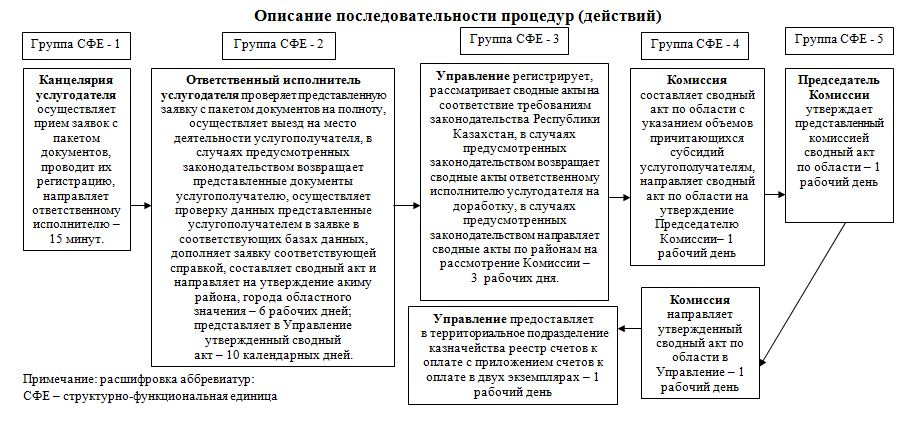 Описание последовательности процедур (действий)
Группа СФЕ - 1
Группа СФЕ - 2
Группа СФЕ - 3
Группа СФЕ - 4
Группа СФЕ - 5
Канцелярия
услугодателя
осуществляет
прием заявок с
пакетом
документов,
проводит их
регистрацию,
направляет
ответственному
исполнителю –
15 минут.
Ответственный исполнитель
услугодателя проверяет представленную
заявку с пакетом документов на полноту,
осуществляет выезд на место
деятельности услугополучателя, в
случаях предусмотренных
законодательством возвращает
представленные документы
услугополучателю, осуществляет
проверку данных представленные
услугополучателем в заявке в
соответствующих базах данных,
дополняет заявку соответствующей
справкой, составляет сводный акт и
направляет на утверждение акиму
района, города областного
значения – 6 рабочих дней;
представляет в Управление
утвержденный сводный
акт – 10 календарных дней.
Управление регистрирует,
рассматривает сводные акты на
соответствие требованиям
законодательства Республики
Казахстан, в случаях
предусмотренных
законодательством возвращает
сводные акты ответственному
исполнителю услугодателя на
доработку, в случаях
предусмотренных
законодательством направляет
сводные акты по районам на
рассмотрение Комиссии –
3 рабочих дня.
Комиссия
составляет сводный
акт по области с
указанием объемов
причитающихся
субсидий
услугополучателям,
направляет сводный
акт по области на
утверждение
Председателю
Комиссии– 1
рабочий день
Председатель
Комиссии
утверждает
представленный
комиссией
сводный акт
по области – 1
рабочий день
Комиссия
направляет
утвержденный
сводный акт по
области в
Управление – 1
рабочий день
Управление предоставляет
в территориальное подразделение
казначейства реестр счетов к
оплате с приложением счетов к
оплате в двух экземплярах – 1
рабочий день
Примечание: расшифровка аббревиатур:
СФЕ – структурно-функциональная единица